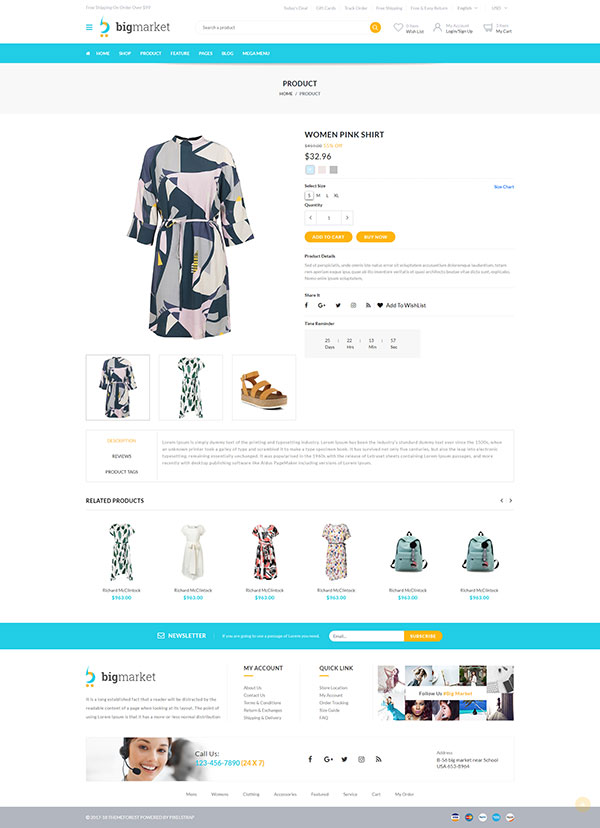 Free Shipping On Order Over $99
Today's Deal Gift Cards Track Order Free Shipping Free & Easy Return English USD
bigmarket
Search a product
0 Item
Wish List
My Account
Login/Sign Up
0 Items
My Cart
HOME SHOP PRODUCT FEATURE PAGES BLOG MEGA MENU
PRODUCT
HOME / PRODUCT
WOMEN PINK SHIRT
55% Off
$32.96
Select Size
Size Chart
S M L XL
Quantity
1
ADD TO CART BUY NOW
Product Details
Sed ut perspiciatis, unde omnis iste natus error sit voluptatem accusantium doloremque laudantium, totam
rem aperiam eaque ipsa, quae ab illo inventore veritatis et quasi architecto beatae vitae dicta sunt, explicabo.
Nemo enim ipsam voluptatem,
Share It
Add To WishList
Time Reminder
25 : 22 : 13 : 57
Days Hrs Min Sec
DESCRIPTION
REVIEWS
PRODUCT TAGS
Lorem Ipsum is simply dummy text of the printing and typesetting industry. Lorem Ipsum has been the industry's standard dummy text ever since the 1500s, when
an unknown printer took a galley of type and scrambled it to make a type specimen book. It has survived not only five centuries, but also the leap into electronic
typesetting, remaining essentially unchanged. It was popularised in the 1960s with the release of Letraset sheets containing Lorem Ipsum passages, and more
recently with desktop publishing software like Aldus PageMaker including versions of Lorem Ipsum.
RELATED PRODUCTS
Richard McClintock Richard McClintock Richard McClintock Richard McClintock Richard McClintock Richard McClintock
$963.00 $963.00 $963.00 $963.00 $963.00 $963.00
NEWSLETTER If you are going to use a passage of Lorem you need. Email... SUBSCRIBE
bigmarket
It is a long established fact that a reader will be distracted by the
readable content of a page when looking at its layout. The point of
using Lorem Ipsum is that it has a more-or-less normal distribution
MY ACCOUNT
About Us
Contact Us
Terms & Conditions
Return & Exchanges
Shipping & Delivery
QUICK LINK
Store Location
My Account
Order Tracking
Size Guide
FAQ
Follow Us #Big Market
Call Us:
123-456-7890 (24 X 7)
Address
B-56 big market near School
USA-653-8964
Mens Womens Clothing Accessories Featured Service Cart My Order
© 2017-18 THEMEFOREST POWERED BY PIXELSTRAP